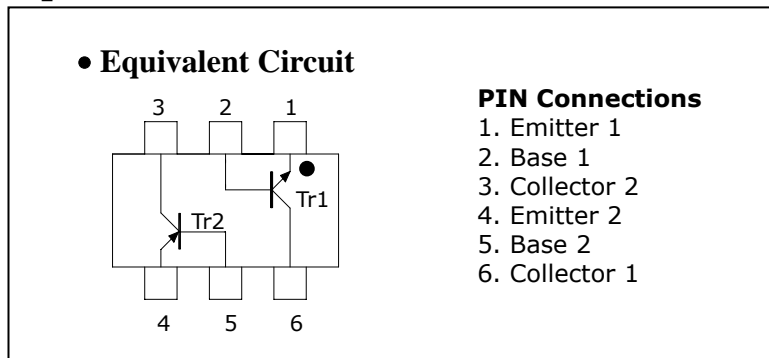 • Equivalent Circuit
3 2 1
Tr1
Tr2
4 5 6
PIN Connections
1. Emitter 1
2. Base 1
3. Collector 2
4. Emitter 2
5. Base 2
6. Collector 1